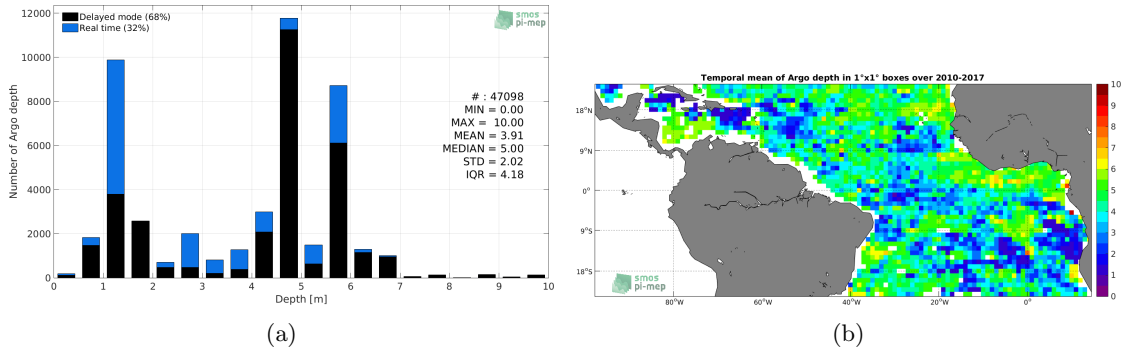 Delayed mode (68%)
Real time (32%)
smos
pi-mep
12000
10000
8000
6000
4000
2000
0
Number of Argo depth
# : 47098
MIN = 0.00
MAX = 10.00
MEAN = 3.91
MEDIAN = 5.00
STD = 2.02
IQR = 4.18
0 1 2 3 4 5 6 7 8 9 10
Depth [m]
(a)
Temporal mean of Argo depth in 1°x1° boxes over 2010-2017
18°N
9°N
0°
9°S
18°S
smos
pi-mep
80°W 60°W 40°W 20°W 0°
10
9
8
7
6
5
4
3
2
1
0
(b)